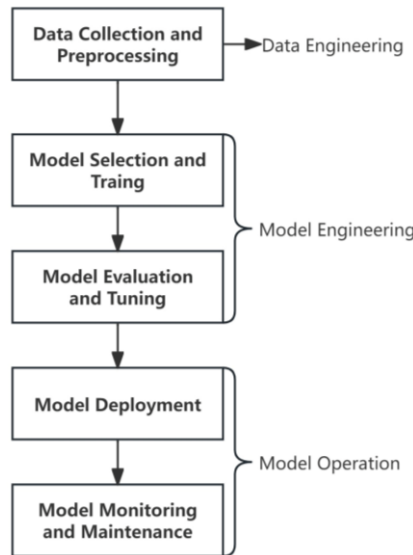 Data Collection and
Preprocessing
Data Engineering
Model Selection and
Traing
Model Engineering
Model Evaluation
and Tuning
Model Deployment
Model Operation
Model Monitoring
and Maintenance